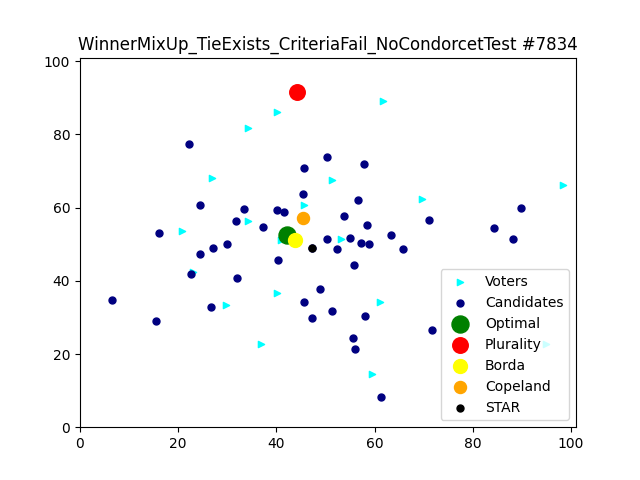 WinnerMixUp_TieExists_CriteriaFail_NoCondorcetTest #7834
100
80
60
40
20
0
0 20 40 60 80 100
Voters
Candidates
Optimal
Plurality
Borda
Copeland
STAR